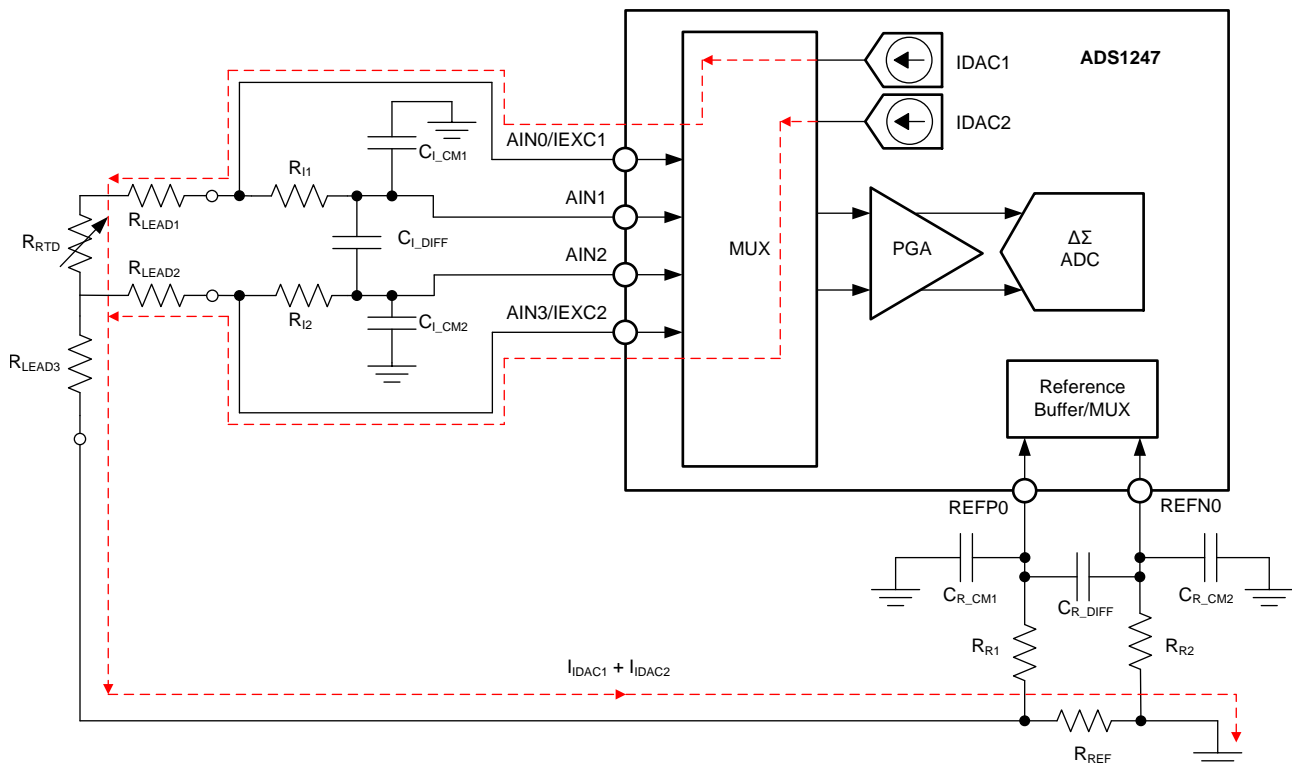 ADS1247
IDAC1
IDAC2
AIN0/IEXC1
C_I_CM1
R_I1
AIN1
R_LEAD1
R_RTD
C_I_DIFF
MUX
PGA
ΔΣ
ADC
AIN2
R_LEAD2
R_I2
C_I_CM2
AIN3/IEXC2
R_LEAD3
Reference
Buffer/MUX
REFP0
REFN0
C_R_CM1
C_R_DIFF
C_R_CM2
R_R1
R_R2
I_IDAC1 + I_IDAC2
R_REF